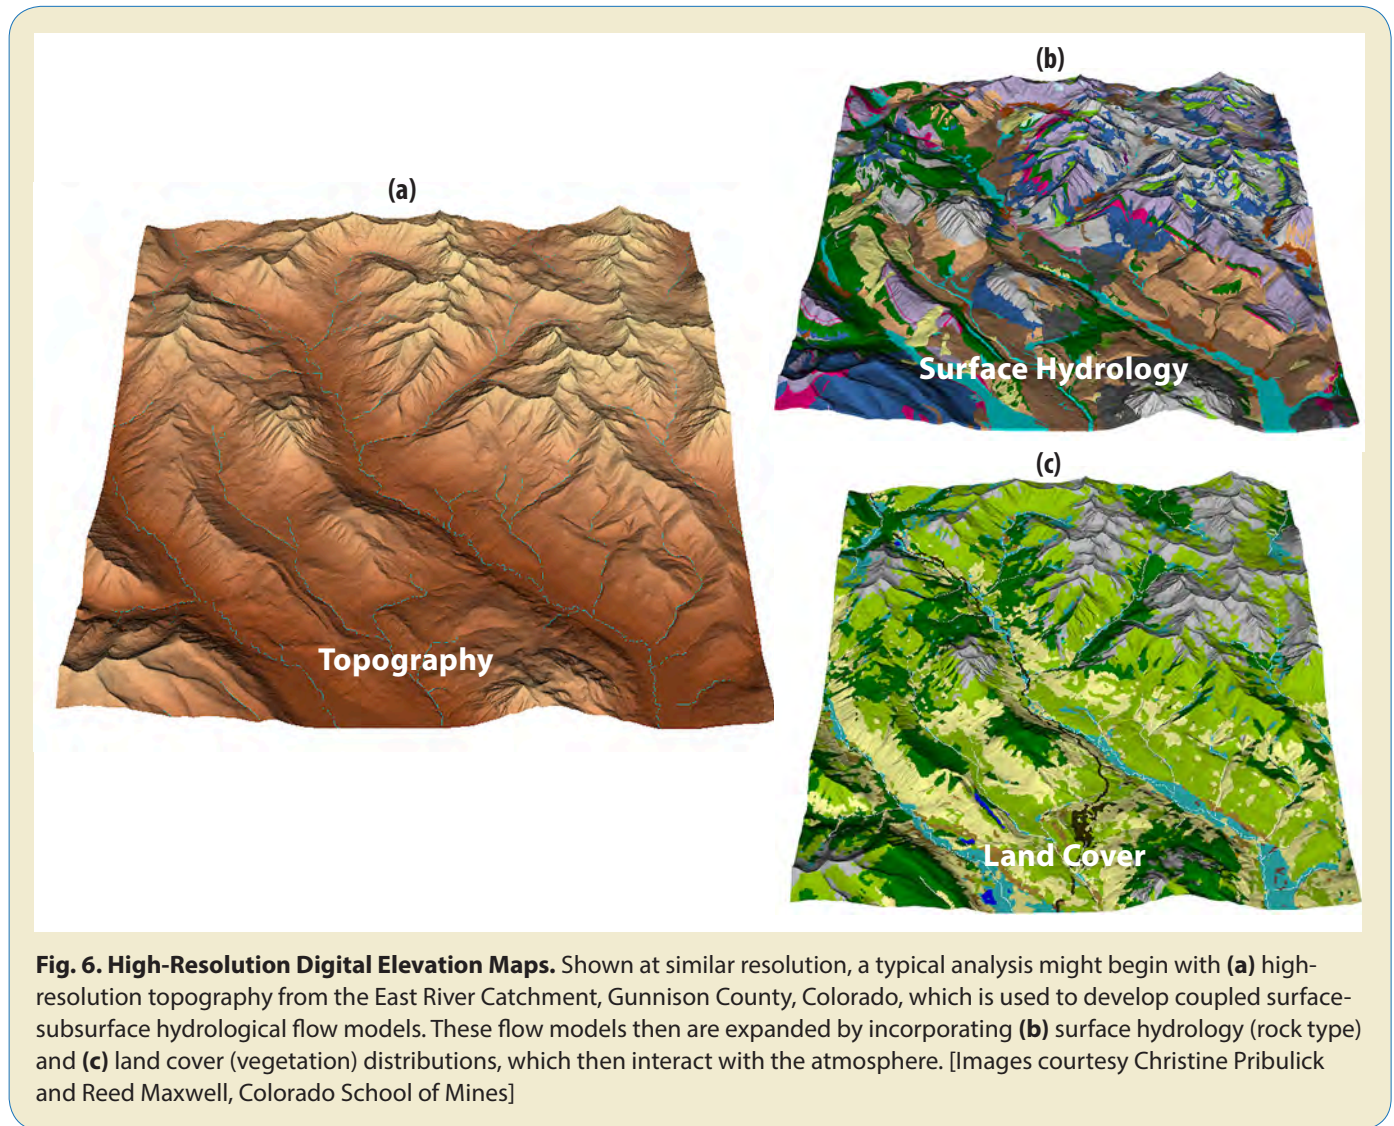 (a)
Topography
(b)
Surface Hydrology
(c)
Land Cover
Fig. 6. High-Resolution Digital Elevation Maps. Shown at similar resolution, a typical analysis might begin with (a) high-
resolution topography from the East River Catchment, Gunnison County, Colorado, which is used to develop coupled surface-
subsurface hydrological flow models. These flow models then are expanded by incorporating (b) surface hydrology (rock type)
and (c) land cover (vegetation) distributions, which then interact with the atmosphere. [Images courtesy Christine Pribulick
and Reed Maxwell, Colorado School of Mines]